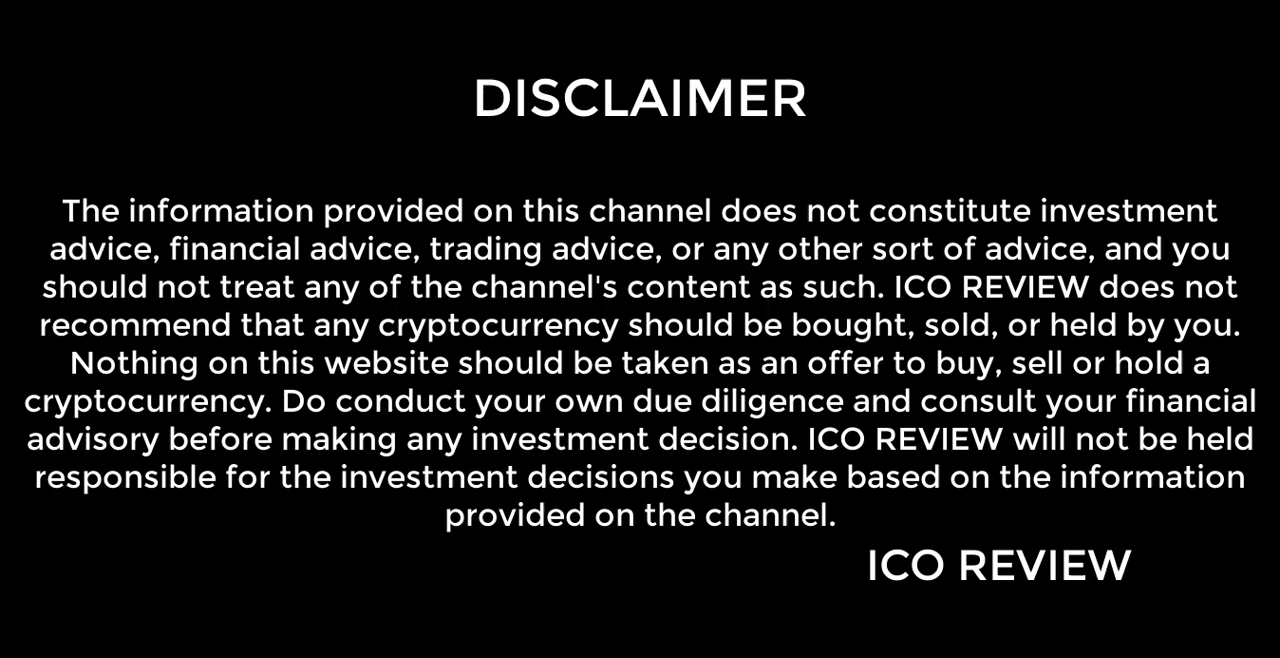 DISCLAIMER
The information provided on this channel does not constitute investment
advice, financial advice, trading advice, or any other sort of advice, and you
should not treat any of the channel's content as such. ICO REVIEW does not
recommend that any cryptocurrency should be bought, sold, or held by you.
Nothing on this website should be taken as an offer to buy, sell or hold a
cryptocurrency. Do conduct your own due diligence and consult your financial
advisory before making any investment decision. ICO REVIEW will not be held
responsible for the investment decisions you make based on the information
provided on the channel.
ICO REVIEW